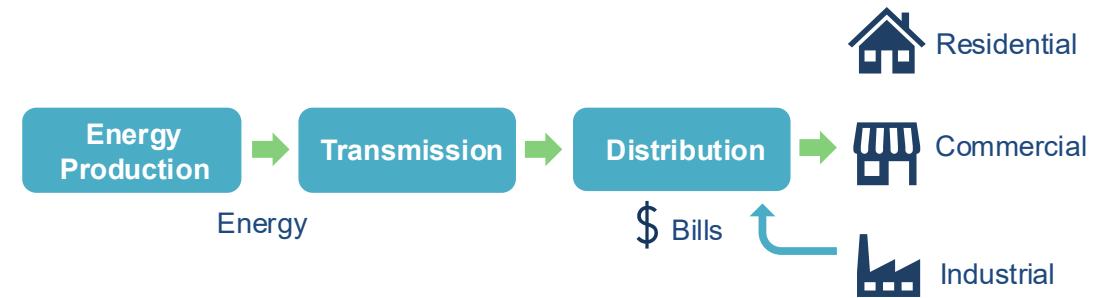 Residential
Energy
Production
Transmission
Distribution
Commercial
Energy
$ Bills
Industrial